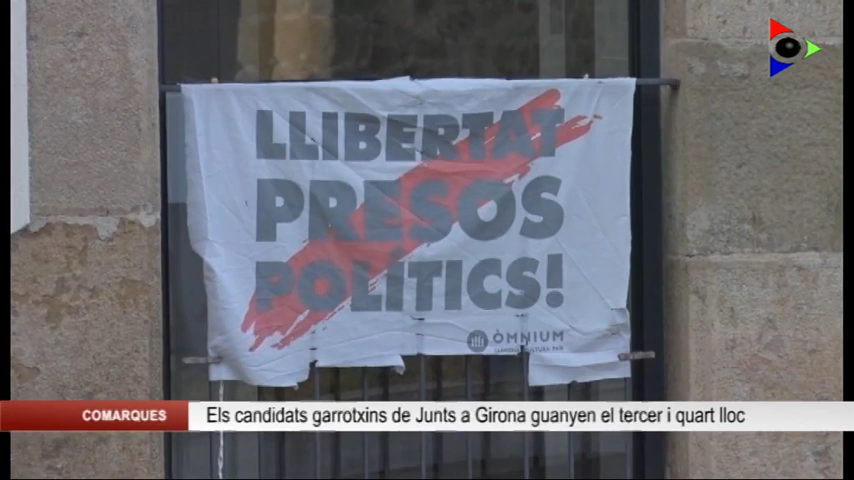 LLIBERTAT
PRESOS
POLÍTICS!
ÒMNIUM
COMARQUES
Els candidats garrotxins de Junts a Girona guanyen el tercer i quart lloc